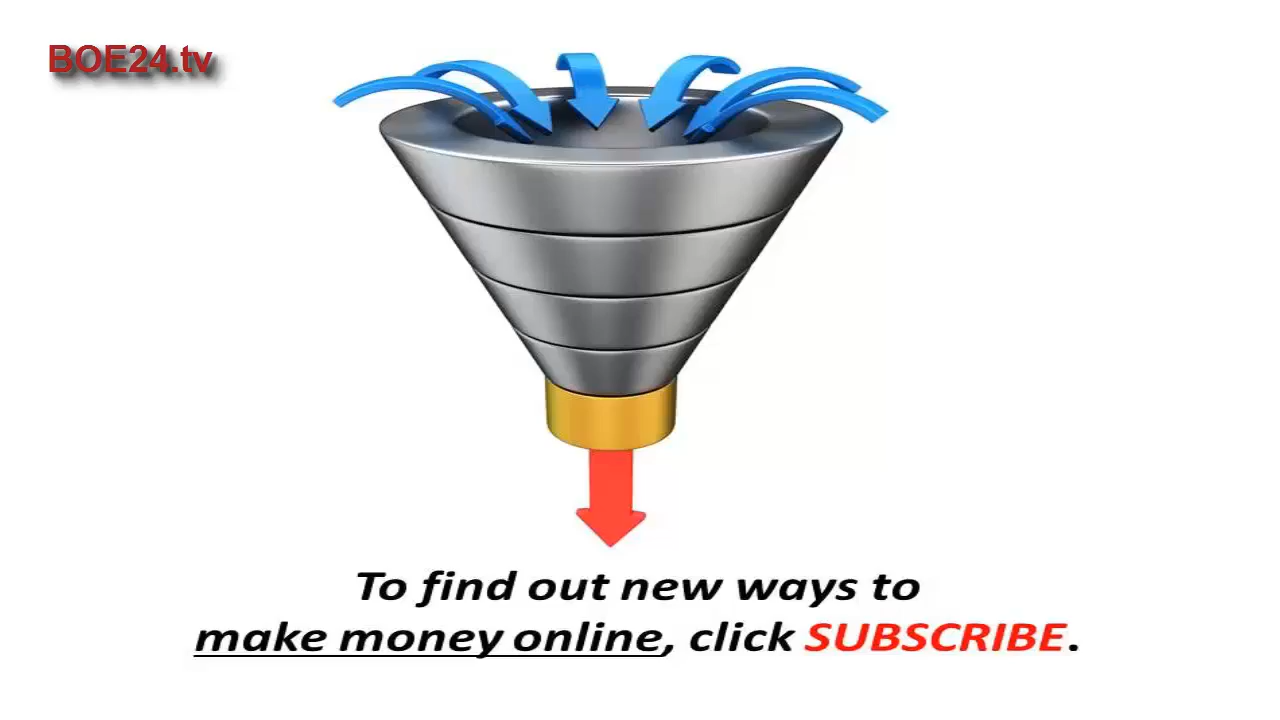 BOE24.tv
To find out new ways to
make money online, click SUBSCRIBE.